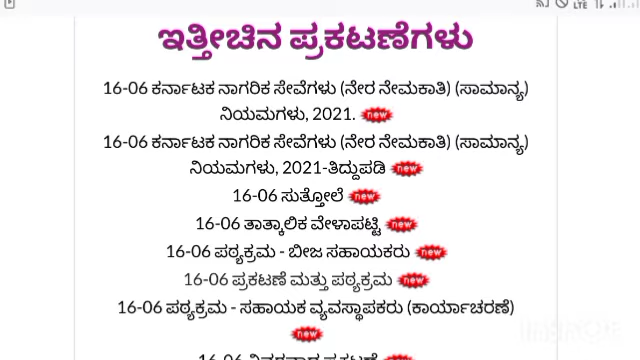 LTE
ಇತ್ತೀಚಿನ ಪ್ರಕಟಣೆಗಳು
16-06 ಕರ್ನಾಟಕ ನಾಗರಿಕ ಸೇವೆಗಳು (ನೇರ ನೇಮಕಾತಿ) (ಸಾಮಾನ್ಯ)
ನಿಯಮಗಳು, 2021. new
16-06 ಕರ್ನಾಟಕ ನಾಗರಿಕ ಸೇವೆಗಳು (ನೇರ ನೇಮಕಾತಿ) (ಸಾಮಾನ್ಯ)
ನಿಯಮಗಳು, 2021-ತಿದ್ದುಪಡಿ new
16-06 ಸುತ್ತೋಲೆ new
16-06 ತಾತ್ಕಾಲಿಕ ವೇಳಾಪಟ್ಟಿ new
16-06 ಪಠ್ಯಕ್ರಮ - ಬೀಜ ಸಹಾಯಕರು new
16-06 ಪ್ರಕಟಣೆ ಮತ್ತು ಪಠ್ಯಕ್ರಮ new
16-06 ಪಠ್ಯಕ್ರಮ - ಸಹಾಯಕ ವ್ಯವಸ್ಥಾಪಕರು (ಕಾರ್ಯಾಚರಣೆ)
new
16-06